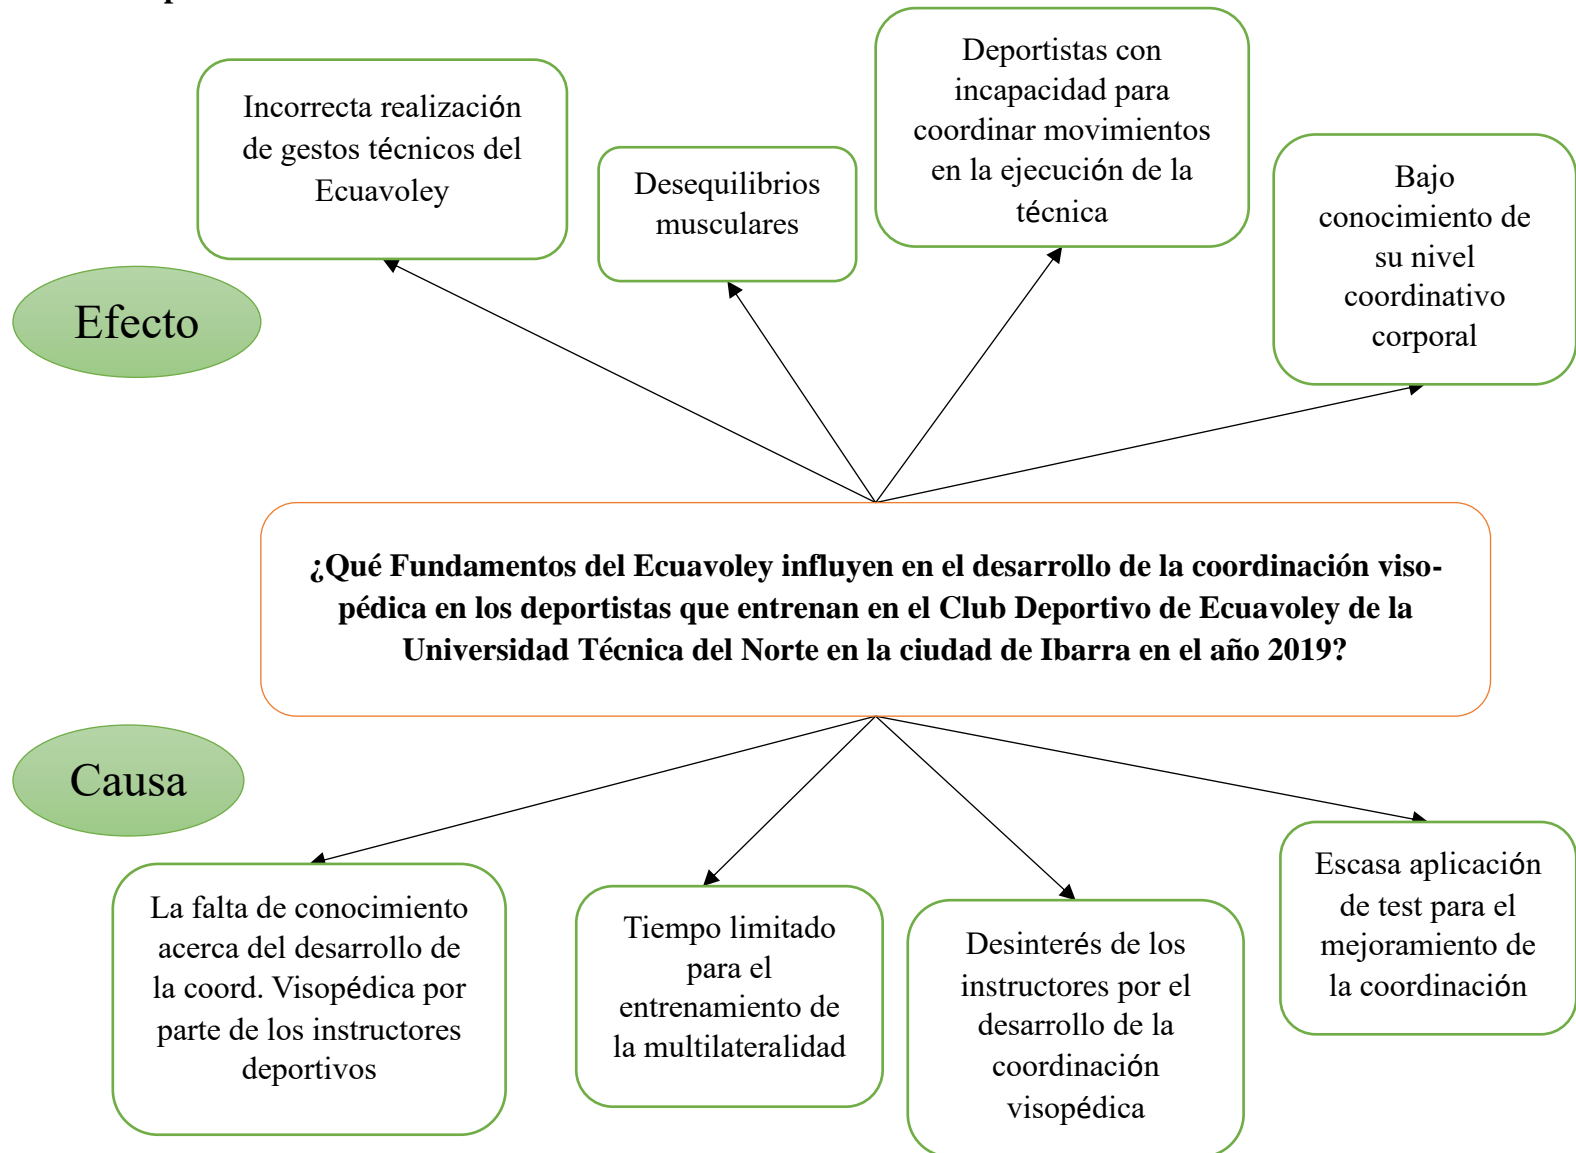 Incorrecta realización
de gestos técnicos del
Ecuavoley
Desequilibrios
musculares
Deportistas con
incapacidad para
coordinar movimientos
en la ejecución de la
técnica
Bajo
conocimiento de
su nivel
coordinativo
corporal
Efecto
¿Qué Fundamentos del Ecuavoley influyen en el desarrollo de la coordinación viso-
pédica en los deportistas que entrenan en el Club Deportivo de Ecuavoley de la
Universidad Técnica del Norte en la ciudad de Ibarra en el año 2019?
Causa
La falta de conocimiento
acerca del desarrollo de
la coord. Visopédica por
parte de los instructores
deportivos
Tiempo limitado
para el
entrenamiento de
la multilateralidad
Desinterés de los
instructores por el
desarrollo de la
coordinación
visopédica
Escasa aplicación
de test para el
mejoramiento de
la coordinación